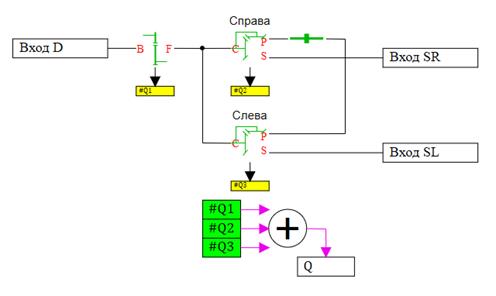 Справа
Вход D
B
F
C
P
S
Вход SR
#Q1
#Q2
Слева
C
P
S
Вход SL
#Q3
#Q1
#Q2
#Q3
+
Q